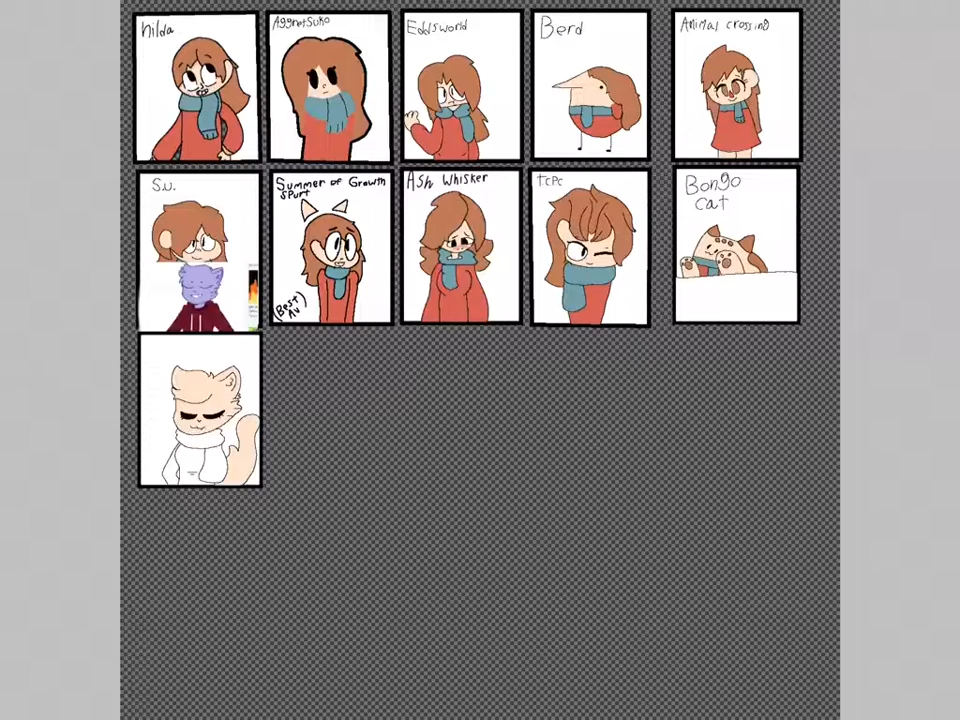 hilda
Aggretsuko
Eddsworld
Berd
Animal crossing
S.U.
Summer of Growth
Spurt
(Best
AU)
Ash Whisker
TCPC
Bongo
cat